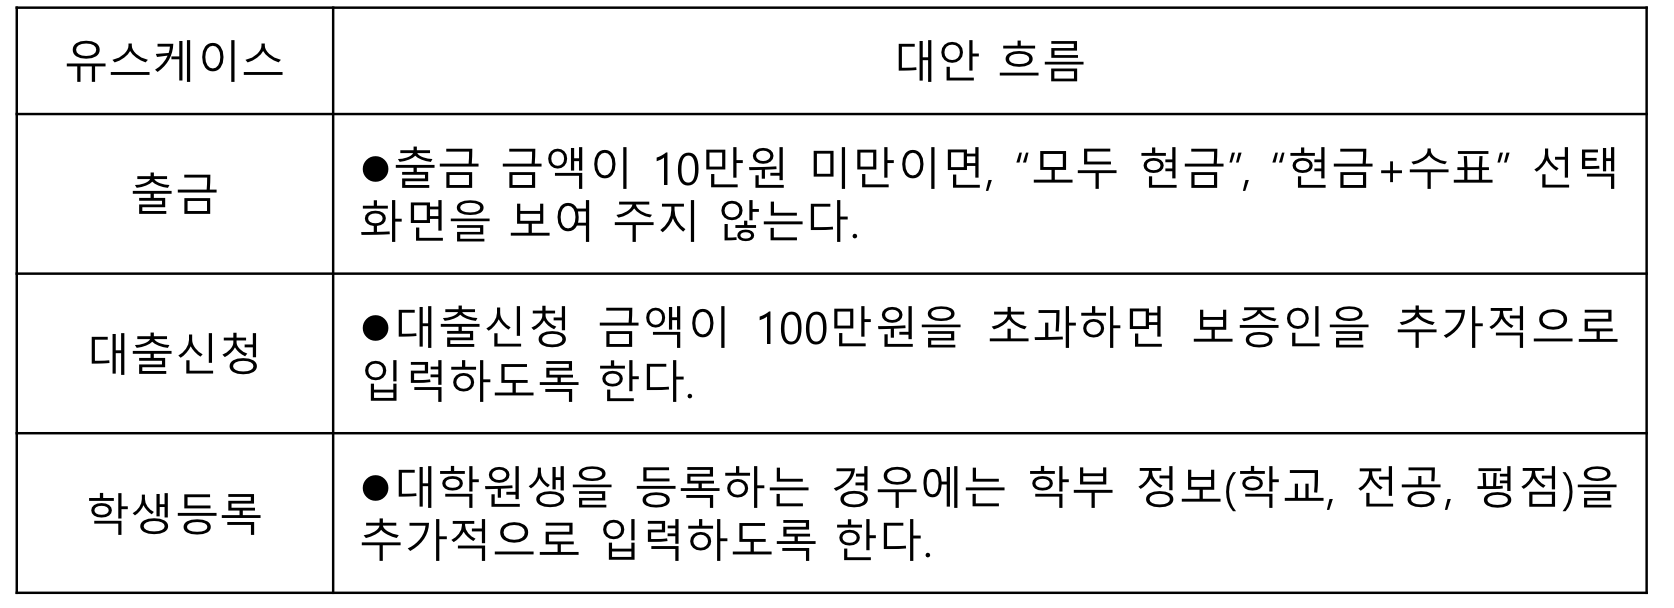 유스케이스
대안 흐름
출금
●출금 금액이 10만원 미만이면, “모두 현금”, “현금+수표” 선택
화면을 보여 주지 않는다.
대출신청
●대출신청 금액이 100만원을 초과하면 보증인을 추가적으로
입력하도록 한다.
학생등록
●대학원생을 등록하는 경우에는 학부 정보(학교, 전공, 평점)을
추가적으로 입력하도록 한다.